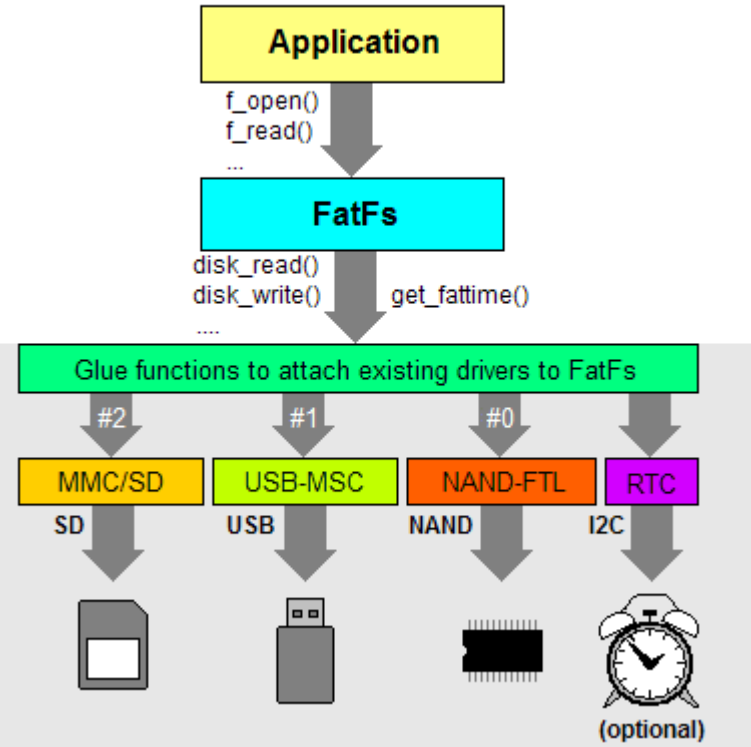 Application
f_open()
f_read()
...
FatFs
disk_read()
disk_write() get_fattime()
....
Glue functions to attach existing drivers to FatFs
#2 #1 #0
MMC/SD USB-MSC NAND-FTL RTC
SD USB NAND I2C
(optional)